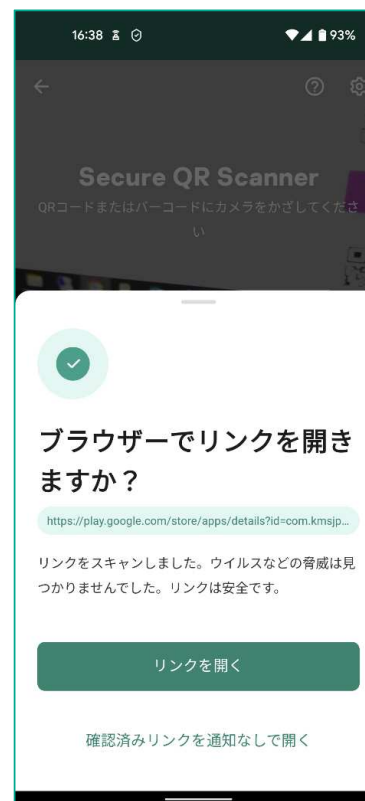 16:38
93%
Secure QR Scanner
QRコードまたはバーコードにカメラをかざしてくださ
い
ブラウザーでリンクを開き
ますか？
https://play.google.com/store/apps/details?id=com.kmsjp...
リンクをスキャンしました。ウイルスなどの脅威は見
つかりませんでした。リンクは安全です。
リンクを開く
確認済みリンクを通知なしで開く